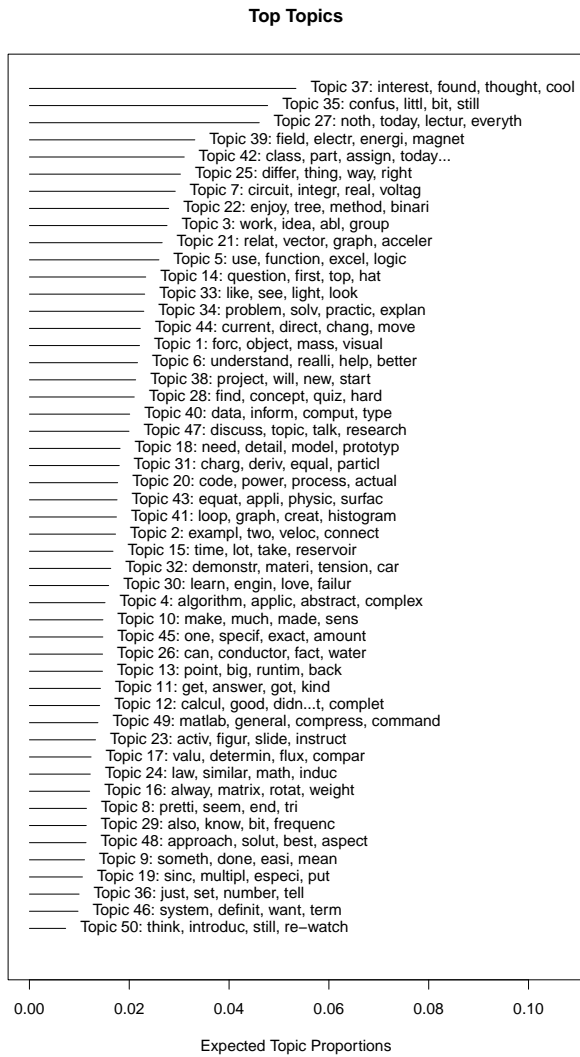 Top Topics
Topic 37: interest, found, thought, cool
Topic 35: confus, littl, bit, still
Topic 27: noth, today, lectur, everyth
Topic 39: field, electr, energi, magnet
Topic 42: class, part, assign, today...
Topic 25: differ, thing, way, right
Topic 7: circuit, integr, real, voltag
Topic 22: enjoy, tree, method, binari
Topic 3: work, idea, abl, group
Topic 21: relat, vector, graph, acceler
Topic 5: use, function, excel, logic
Topic 14: question, first, top, hat
Topic 33: like, see, light, look
Topic 34: problem, solv, practic, explan
Topic 44: current, direct, chang, move
Topic 1: forc, object, mass, visual
Topic 6: understand, realli, help, better
Topic 38: project, will, new, start
Topic 28: find, concept, quiz, hard
Topic 40: data, inform, comput, type
Topic 47: discuss, topic, talk, research
Topic 18: need, detail, model, prototyp
Topic 31: charg, deriv, equal, particl
Topic 20: code, power, process, actual
Topic 43: equat, appli, physic, surfac
Topic 41: loop, graph, creat, histogram
Topic 2: exampl, two, veloc, connect
Topic 15: time, lot, take, reservoir
Topic 32: demonstr, materi, tension, car
Topic 30: learn, engin, love, failur
Topic 4: algorithm, applic, abstract, complex
Topic 10: make, much, made, sens
Topic 45: one, specif, exact, amount
Topic 26: can, conductor, fact, water
Topic 13: point, big, runtim, back
Topic 11: get, answer, got, kind
Topic 12: calcul, good, didn...t, complet
Topic 49: matlab, general, compress, command
Topic 23: activ, figur, slide, instruct
Topic 17: valu, determin, flux, compar
Topic 24: law, similar, math, induc
Topic 16: alway, matrix, rotat, weight
Topic 8: pretti, seem, end, tri
Topic 29: also, know, bit, frequenc
Topic 48: approach, solut, best, aspect
Topic 9: someth, done, easi, mean
Topic 19: sinc, multipl, especi, put
Topic 36: just, set, number, tell
Topic 46: system, definit, want, term
Topic 50: think, introduc, still, re−watch
0.00 0.02 0.04 0.06 0.08 0.10
Expected Topic Proportions